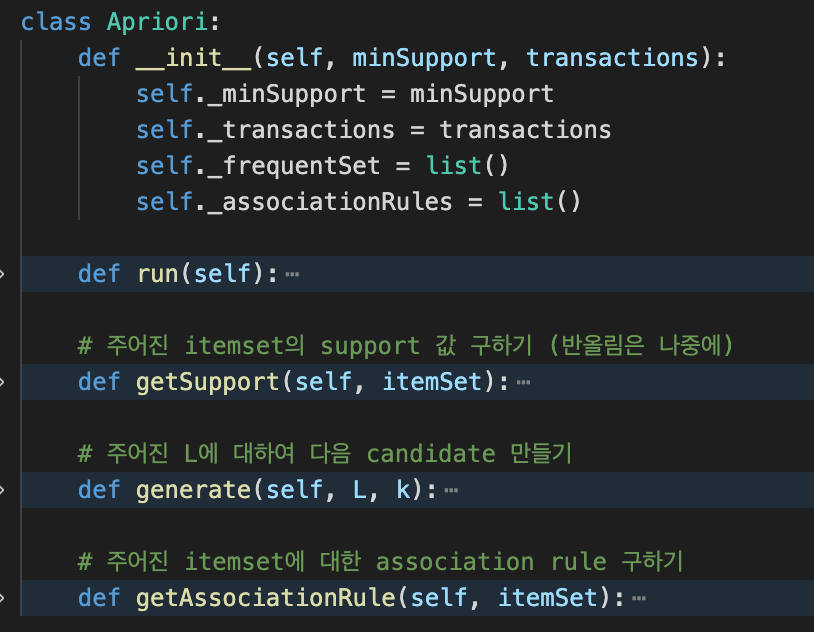 class Apriori:
def __init__(self, minSupport, transactions):
self._minSupport = minSupport
self._transactions = transactions
self._frequentSet = list()
self._associationRules = list()
def run(self):⋯
# 주어진 itemset의 support 값 구하기 (반올림은 나중에)
def getSupport(self, itemSet):⋯
# 주어진 L에 대하여 다음 candidate 만들기
def generate(self, L, k):⋯
# 주어진 itemset에 대한 association rule 구하기
def getAssociationRule(self, itemSet):⋯